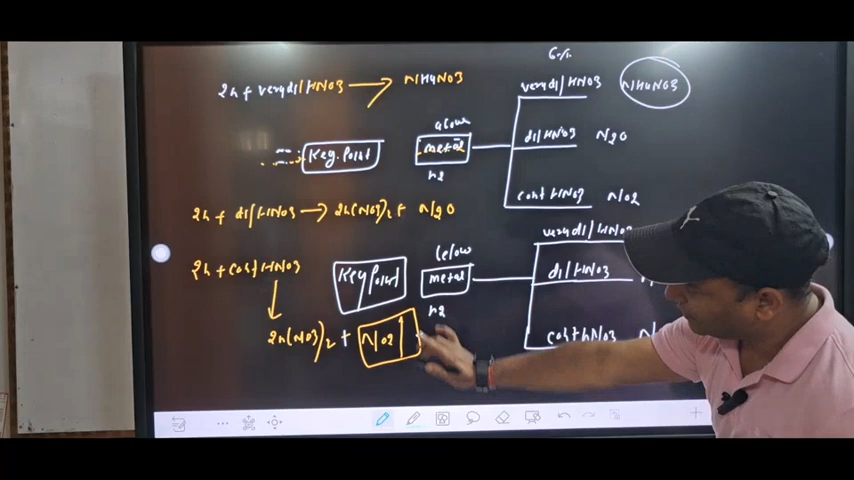 6%
Zn + very dil HNO3 → NH4NO3
very dil HNO3 NH4NO3
above
metal
H2
Key. Point
dil HNO3 N2O
conc HNO3 NO2
Zn + dil HNO3 → Zn(NO3)2 + N2O
Zn + conc HNO3
Zn(NO3)2 + NO2 ↑ +
Key Point
below
metal
H2
very dil HNO3
dil HNO3
conc HNO3